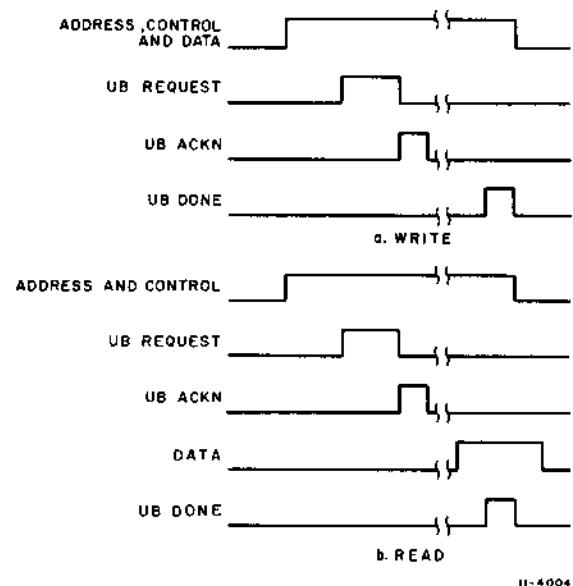 ADDRESS, CONTROL
AND DATA
UB REQUEST
UB ACKN
UB DONE
a. WRITE
ADDRESS AND CONTROL
UB REQUEST
UB ACKN
DATA
UB DONE
b. READ
11-4004